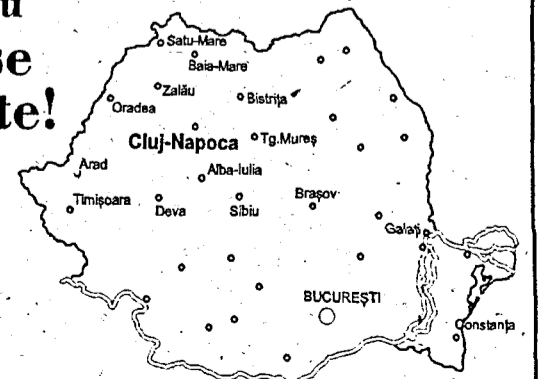 te!
Satu-Mare
Baia-Mare
Zalău
Oradea
Bistrița
Cluj-Napoca
Tg.Mureș
Arad
Alba-Iulia
Timișoara
Deva
Sibiu
Brașov
Galați
BUCUREȘTI
Constanța